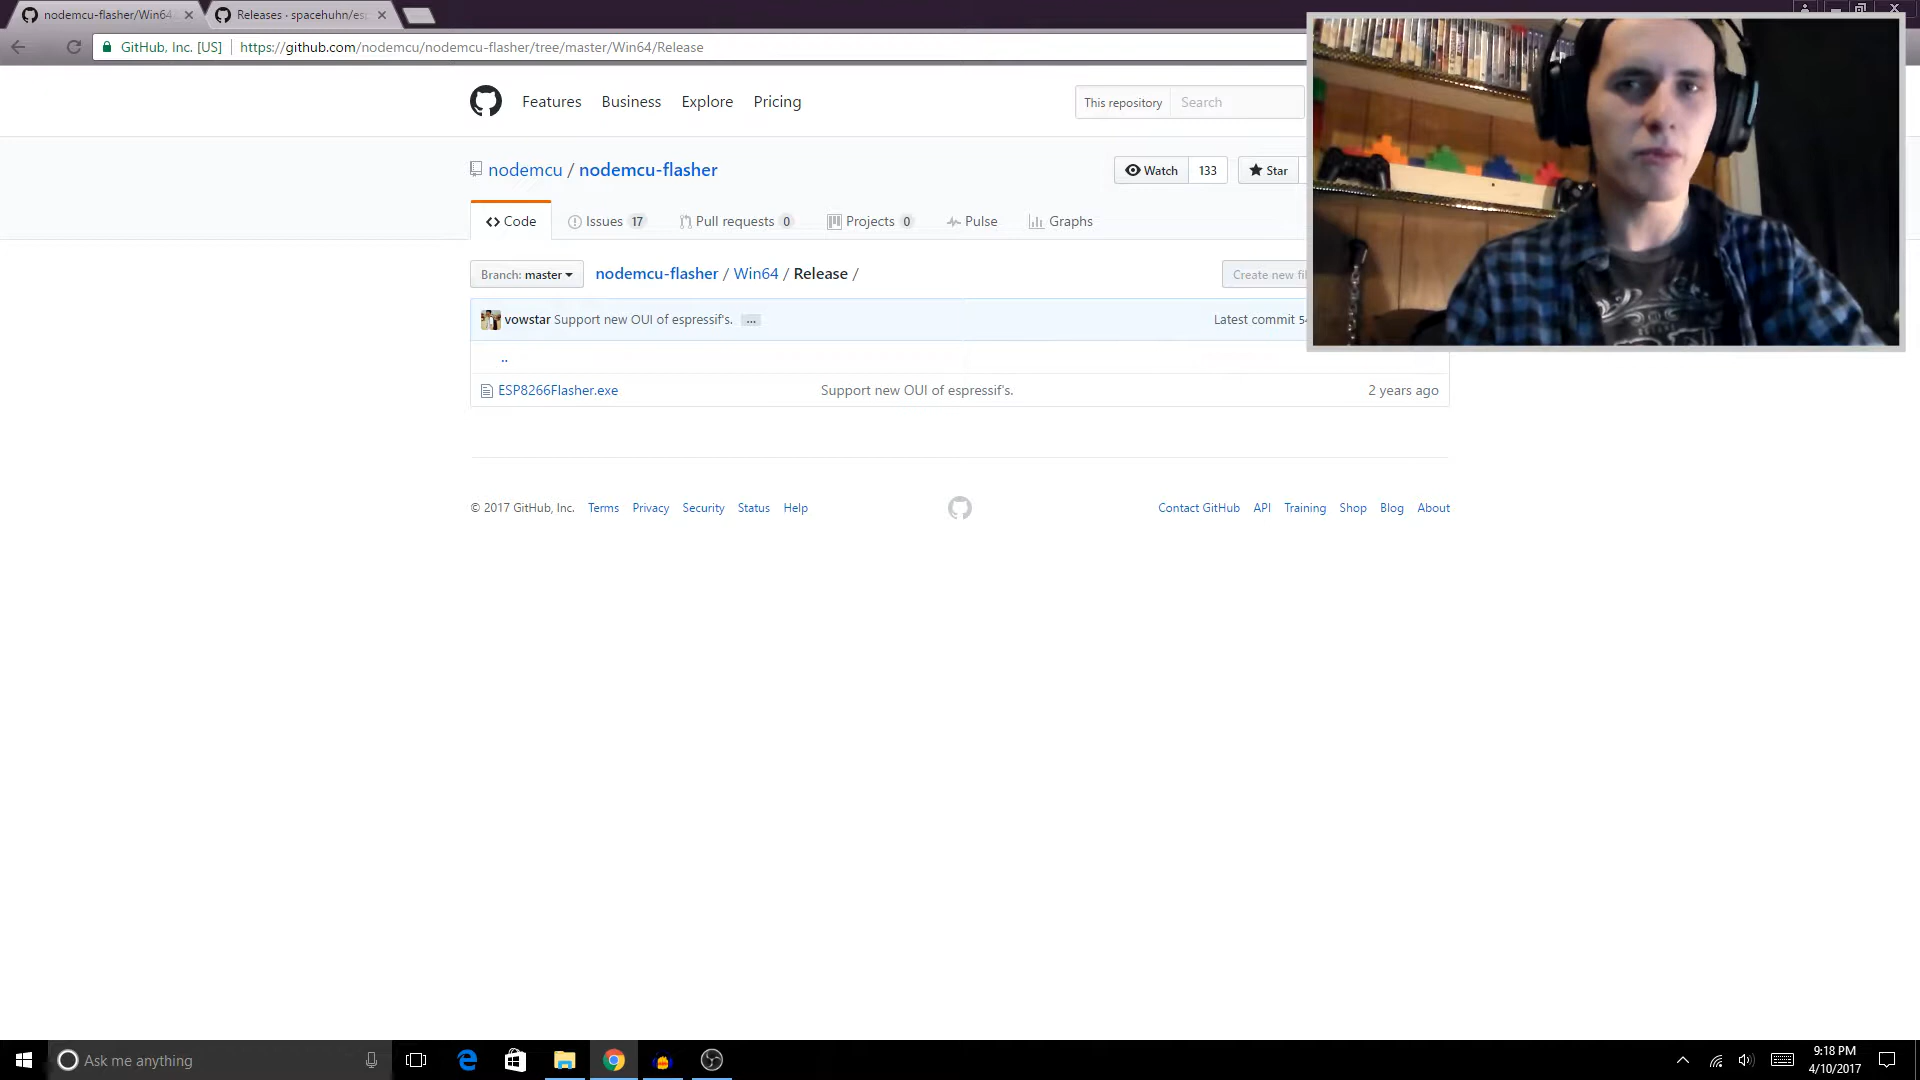 nodemcu-flasher/Win64
Releases · spacehuhn/es
GitHub, Inc. [US]
https://github.com/nodemcu/nodemcu-flasher/tree/master/Win64/Release
Features
Business
Explore
Pricing
This repository
Search
nodemcu / nodemcu-flasher
Watch 133
Star
Code
Issues 17
Pull requests 0
Projects 0
Pulse
Graphs
Branch: master
nodemcu-flasher / Win64 / Release /
Create new fi
vowstar Support new OUI of espressif's. ...
Latest commit 54
..
ESP8266Flasher.exe
Support new OUI of espressif's.
2 years ago
© 2017 GitHub, Inc.
Terms
Privacy
Security
Status
Help
Contact GitHub
API
Training
Shop
Blog
About
Ask me anything
9:18 PM
4/10/2017